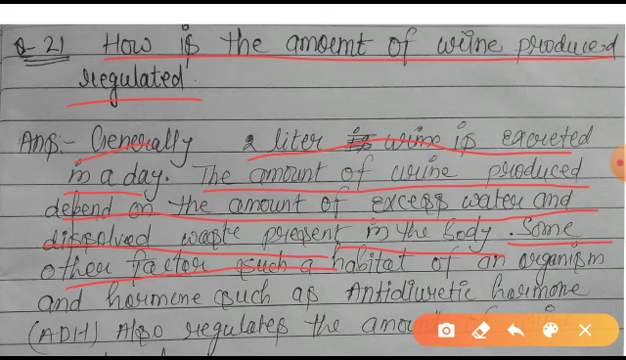 Q 21 How is the amount of urine produced
regulated
Ans:- Generally 2 liter urine is excreted
in a day. The amount of urine produced
depend on the amount of excess water and
dissolved waste present in the body. Some
other factor such a habitat of an organism
and hormone such as Antidiuretic hormone
(ADH) Also regulates the